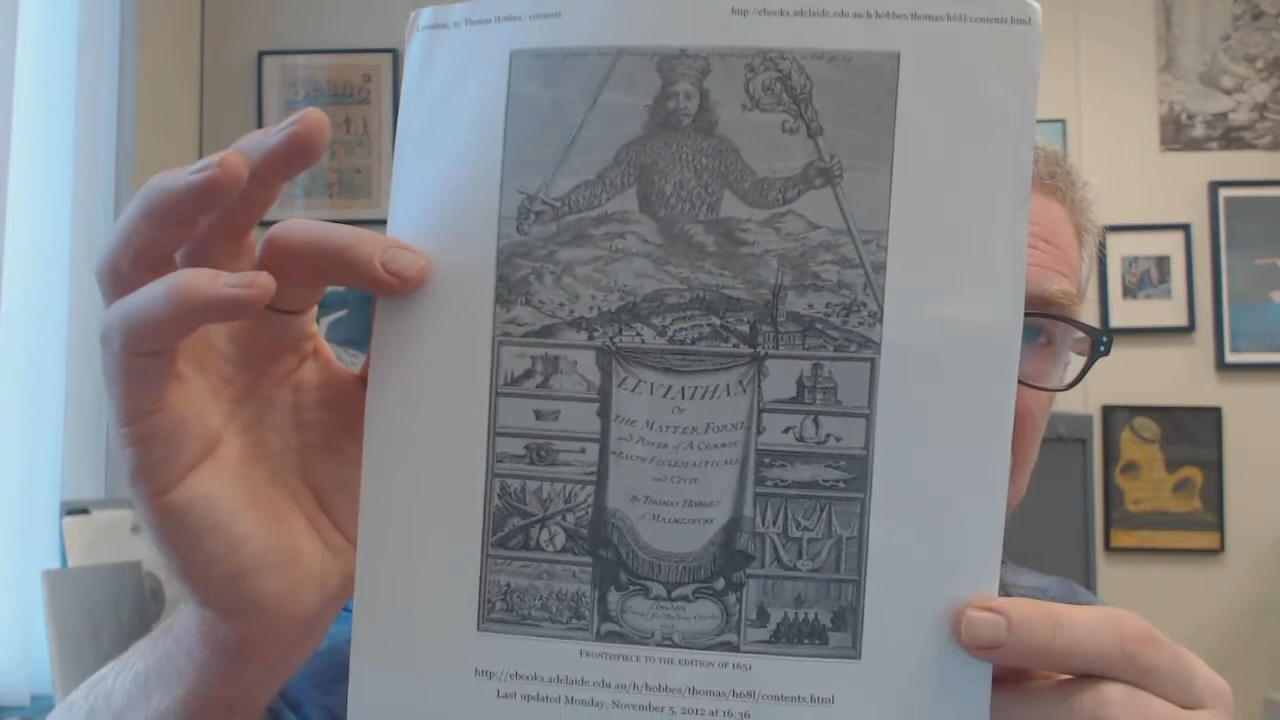 Leviathan, by Thomas Hobbes : contents
http://ebooks.adelaide.edu.au/h/hobbes/thomas/h68l/contents.html
Beano
LEVIATHAN
Or
THE MATTER, FORME
and POWER of A COMMON-
WEALTH ECCLESIASTICALL
and CIVIL
By THOMAS HOBBES
of MALMESBURY
London
FRONTISPIECE TO THE EDITION OF 1651
http://ebooks.adelaide.edu.au/h/hobbes/thomas/h68l/contents.html
Last updated Monday, November 5, 2012 at 16:36